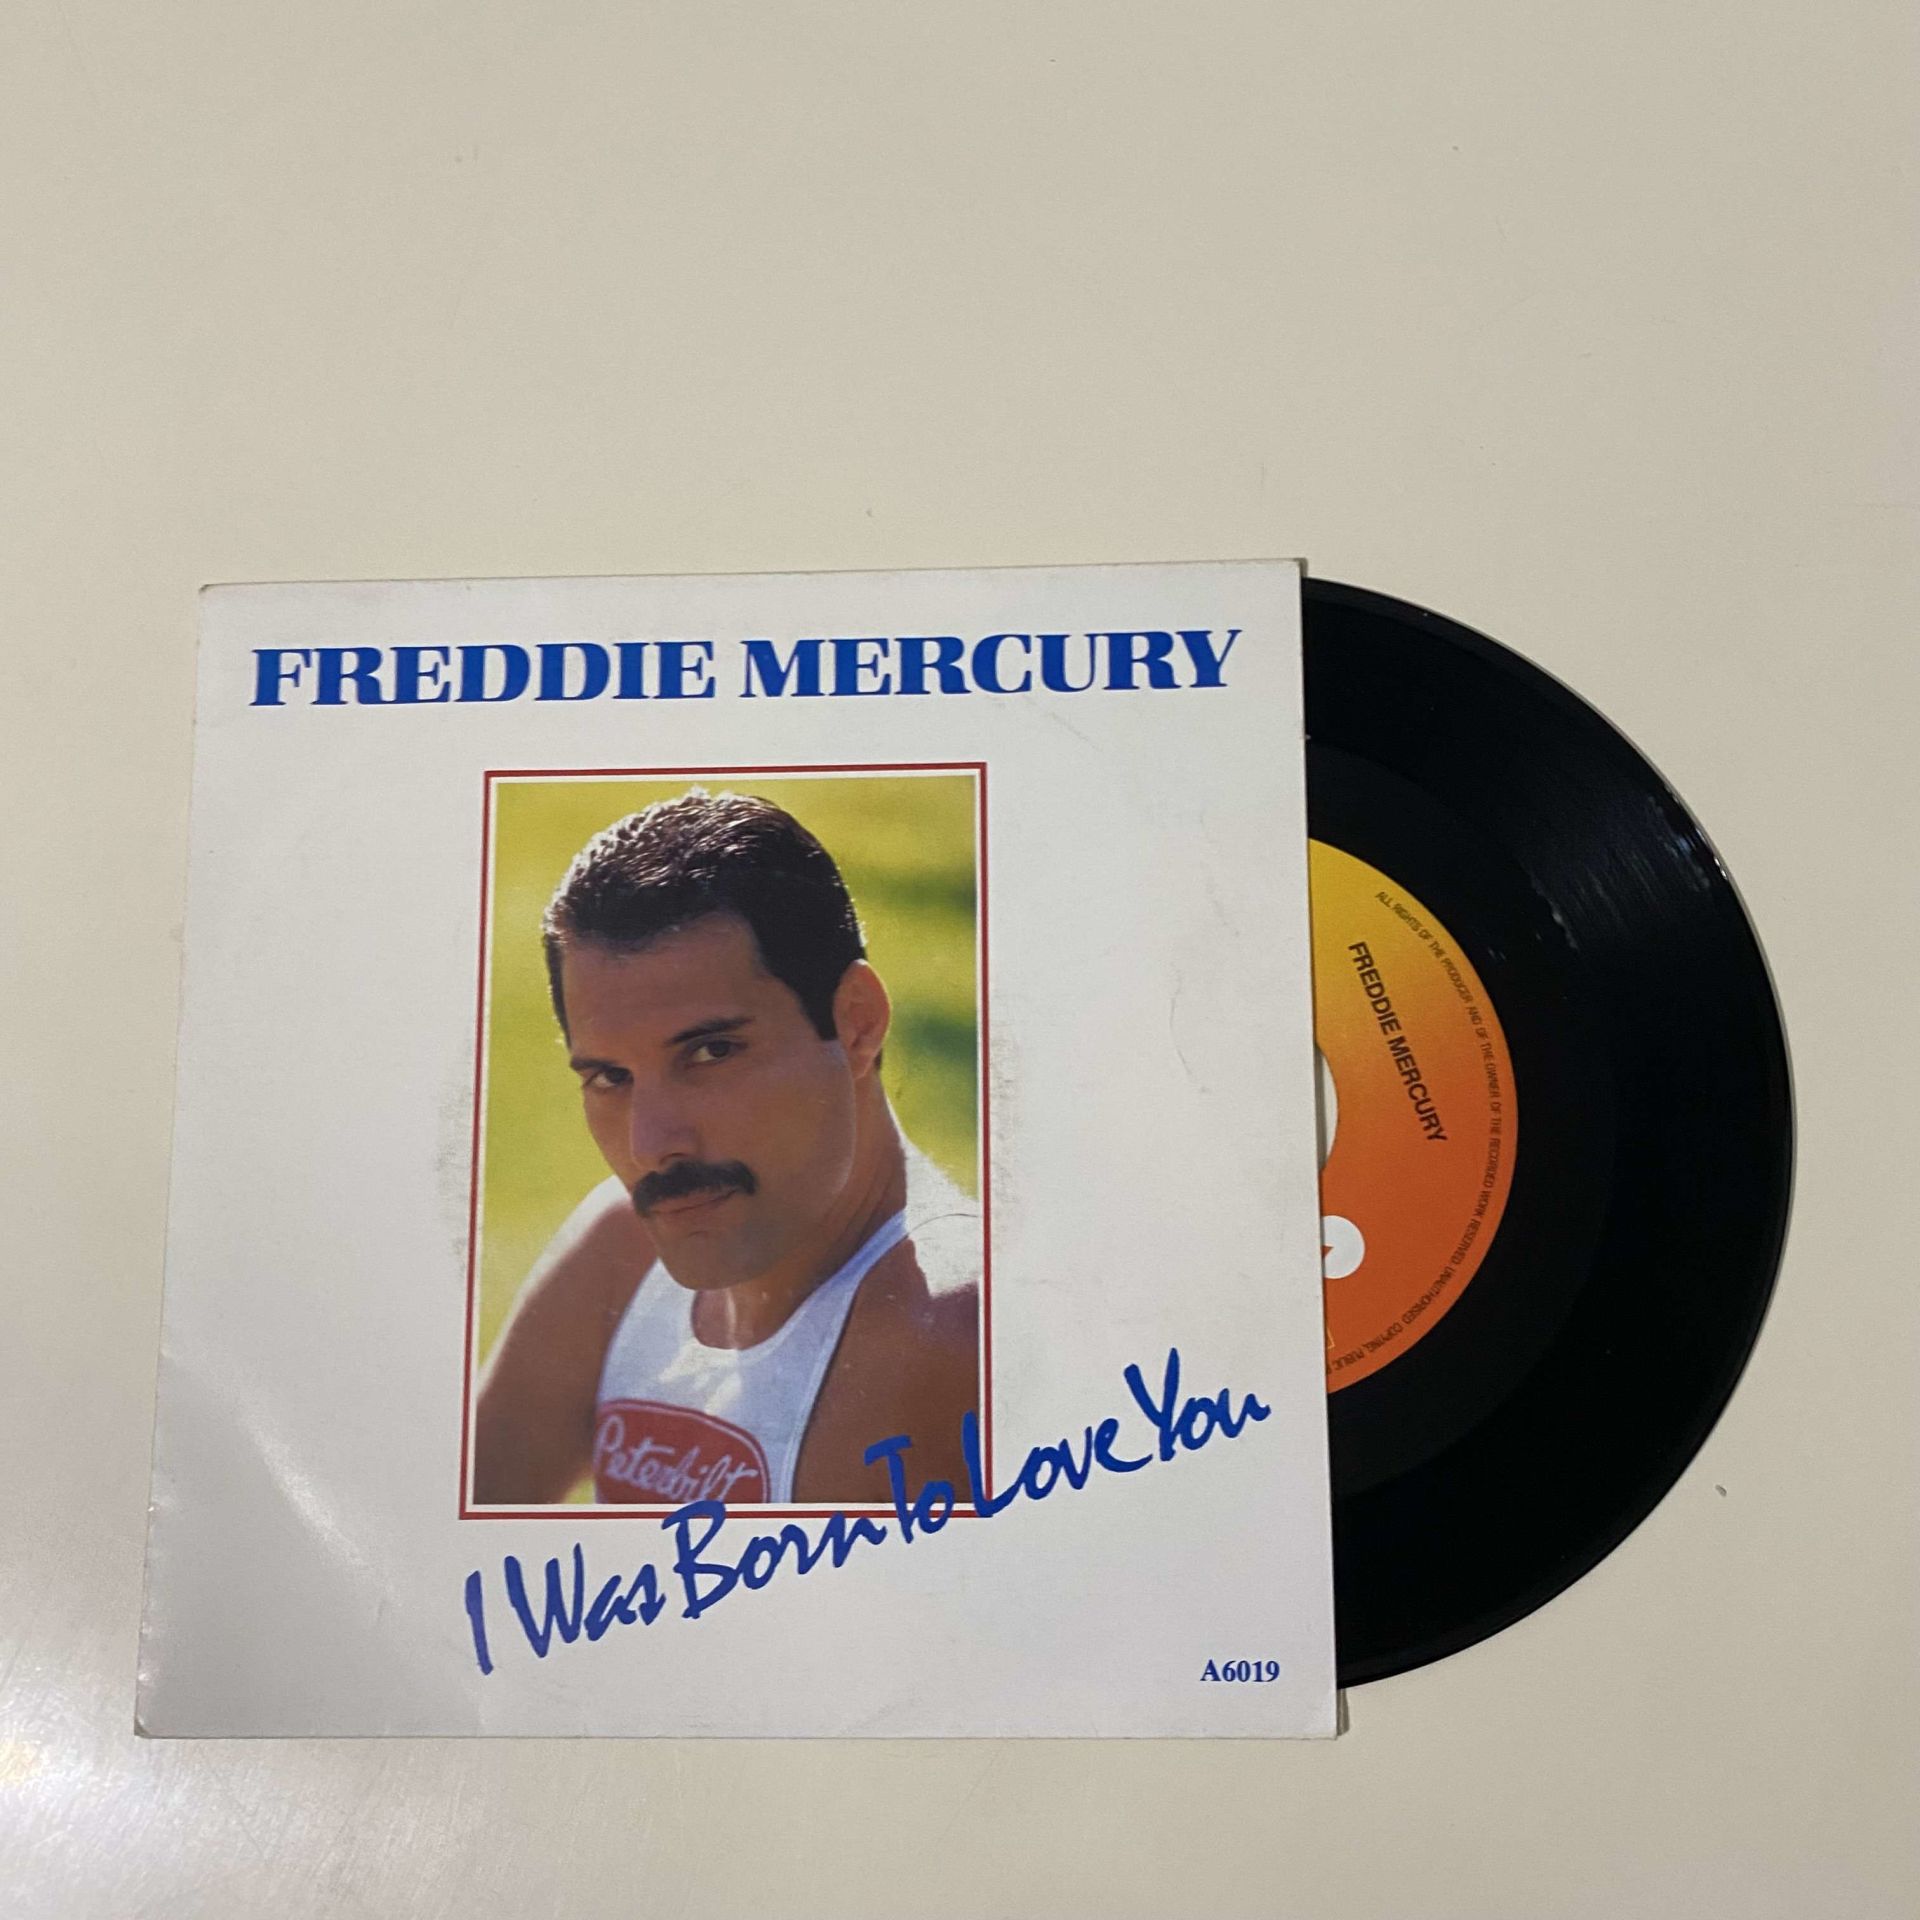 FREDDIE MERCURY
Peterbilt
I Was Born To Love You
A6019
FREDDIE MERCURY
ALL RIGHTS OF THE PRODUCER AND OF THE OWNER OF THE RECORDED WORK RESERVED. UNAUTHORISED COPYING, PUBLIC